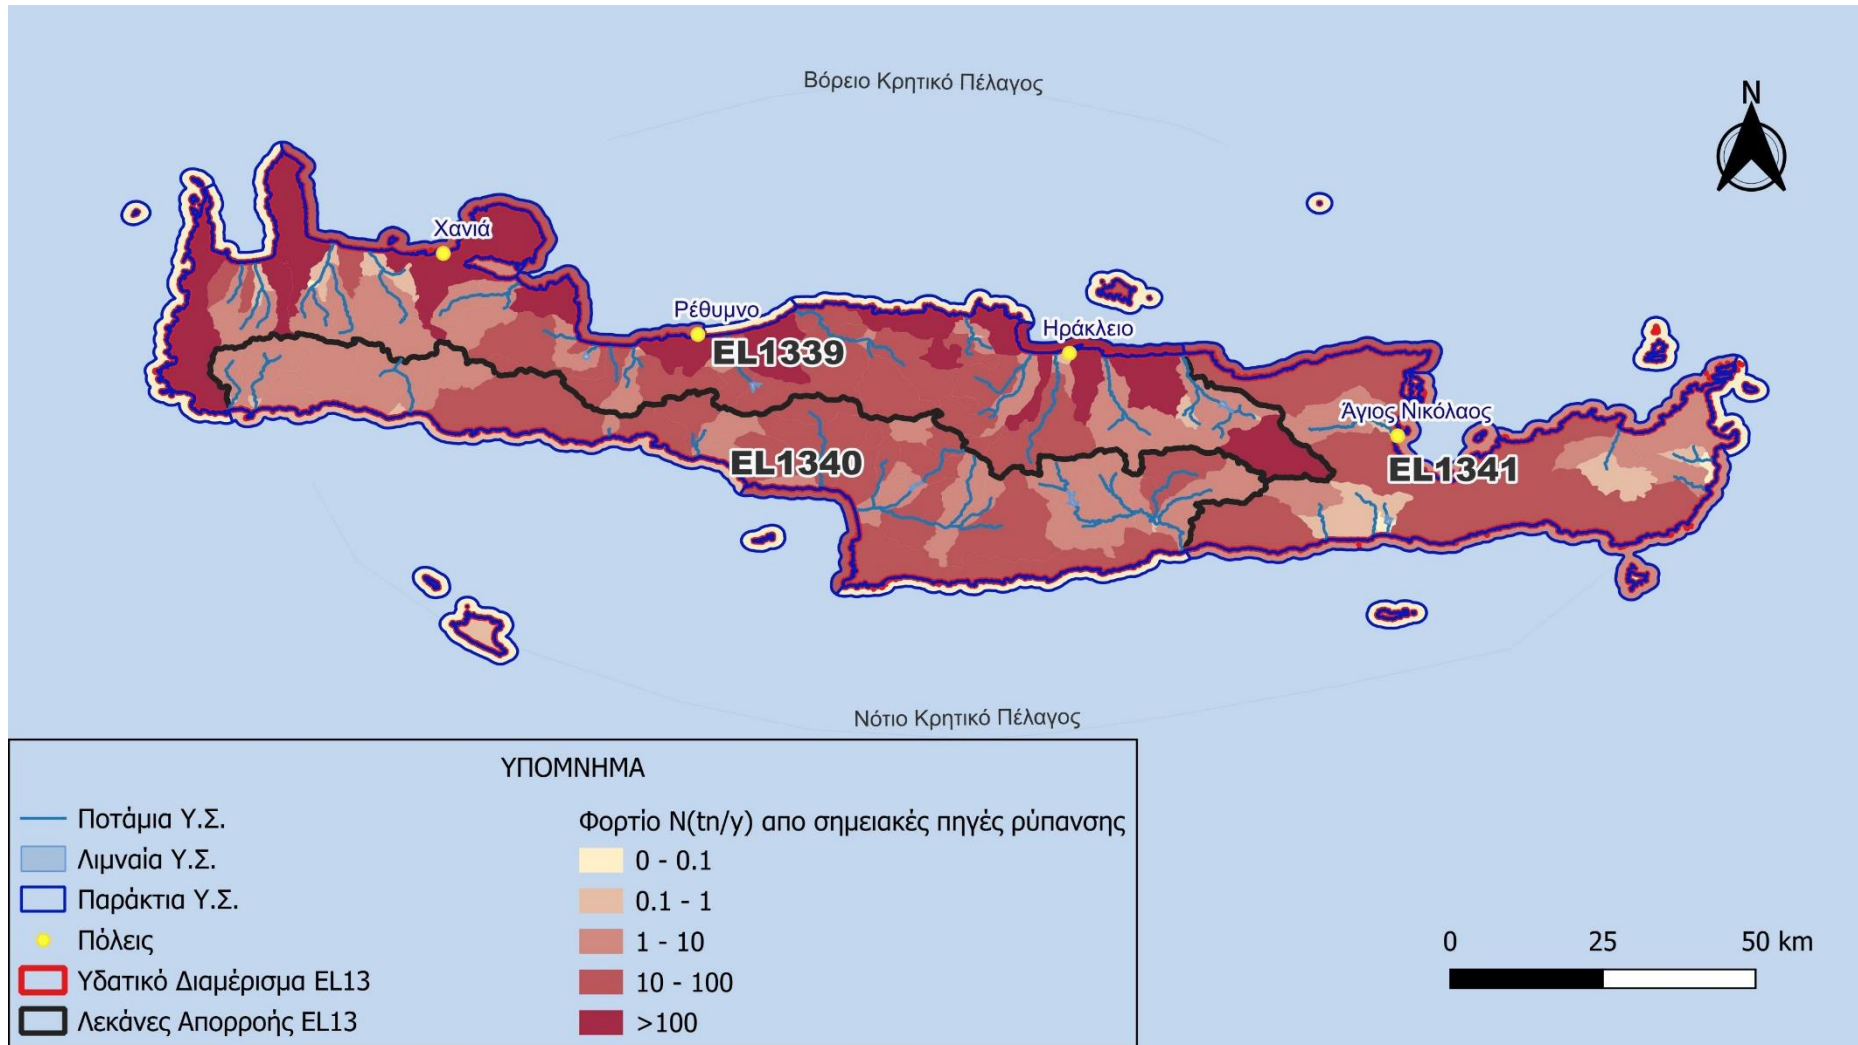 Βόρειο Κρητικό Πέλαγος
N
Χανιά
Ρέθυμνο
Ηράκλειο
EL1339
Άγιος Νικόλαος
EL1340
EL1341
Νότιο Κρητικό Πέλαγος
ΥΠΟΜΝΗΜΑ
Ποτάμια Υ.Σ.
Λιμναία Υ.Σ.
Παράκτια Υ.Σ.
Πόλεις
Υδατικό Διαμέρισμα EL13
Λεκάνες Απορροής EL13
Φορτίο N(tn/y) απο σημειακές πηγές ρύπανσης
0 - 0.1
0.1 - 1
1 - 10
10 - 100
>100
0 25 50 km